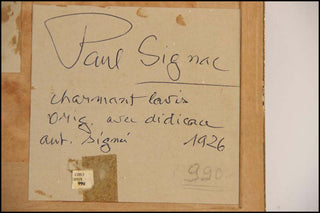 Paul Signac
charmant lavis
Orig. avec dédicace
aut. signé 1926
990